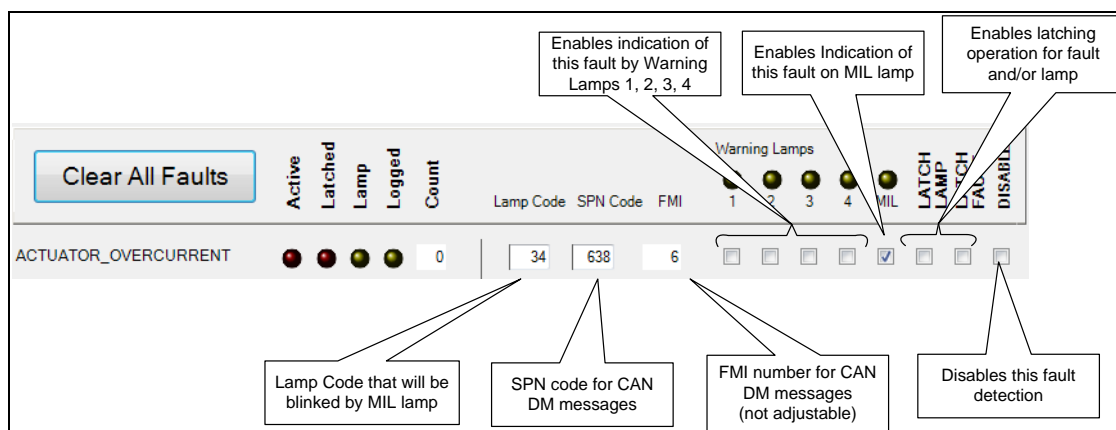 Enables indication of
this fault by Warning
Lamps 1, 2, 3, 4
Enables Indication of
this fault on MIL lamp
Enables latching
operation for fault
and/or lamp
Clear All Faults
Active
Latched
Lamp
Logged
Count
Lamp Code
SPN Code
FMI
Warning Lamps
1
2
3
4
MIL
LATCH
LAMP
LATCH
DISABLE
ACTUATOR_OVERCURRENT
0
34
638
6
Lamp Code that will be
blinked by MIL lamp
SPN code for CAN
DM messages
FMI number for CAN
DM messages
(not adjustable)
Disables this fault
detection